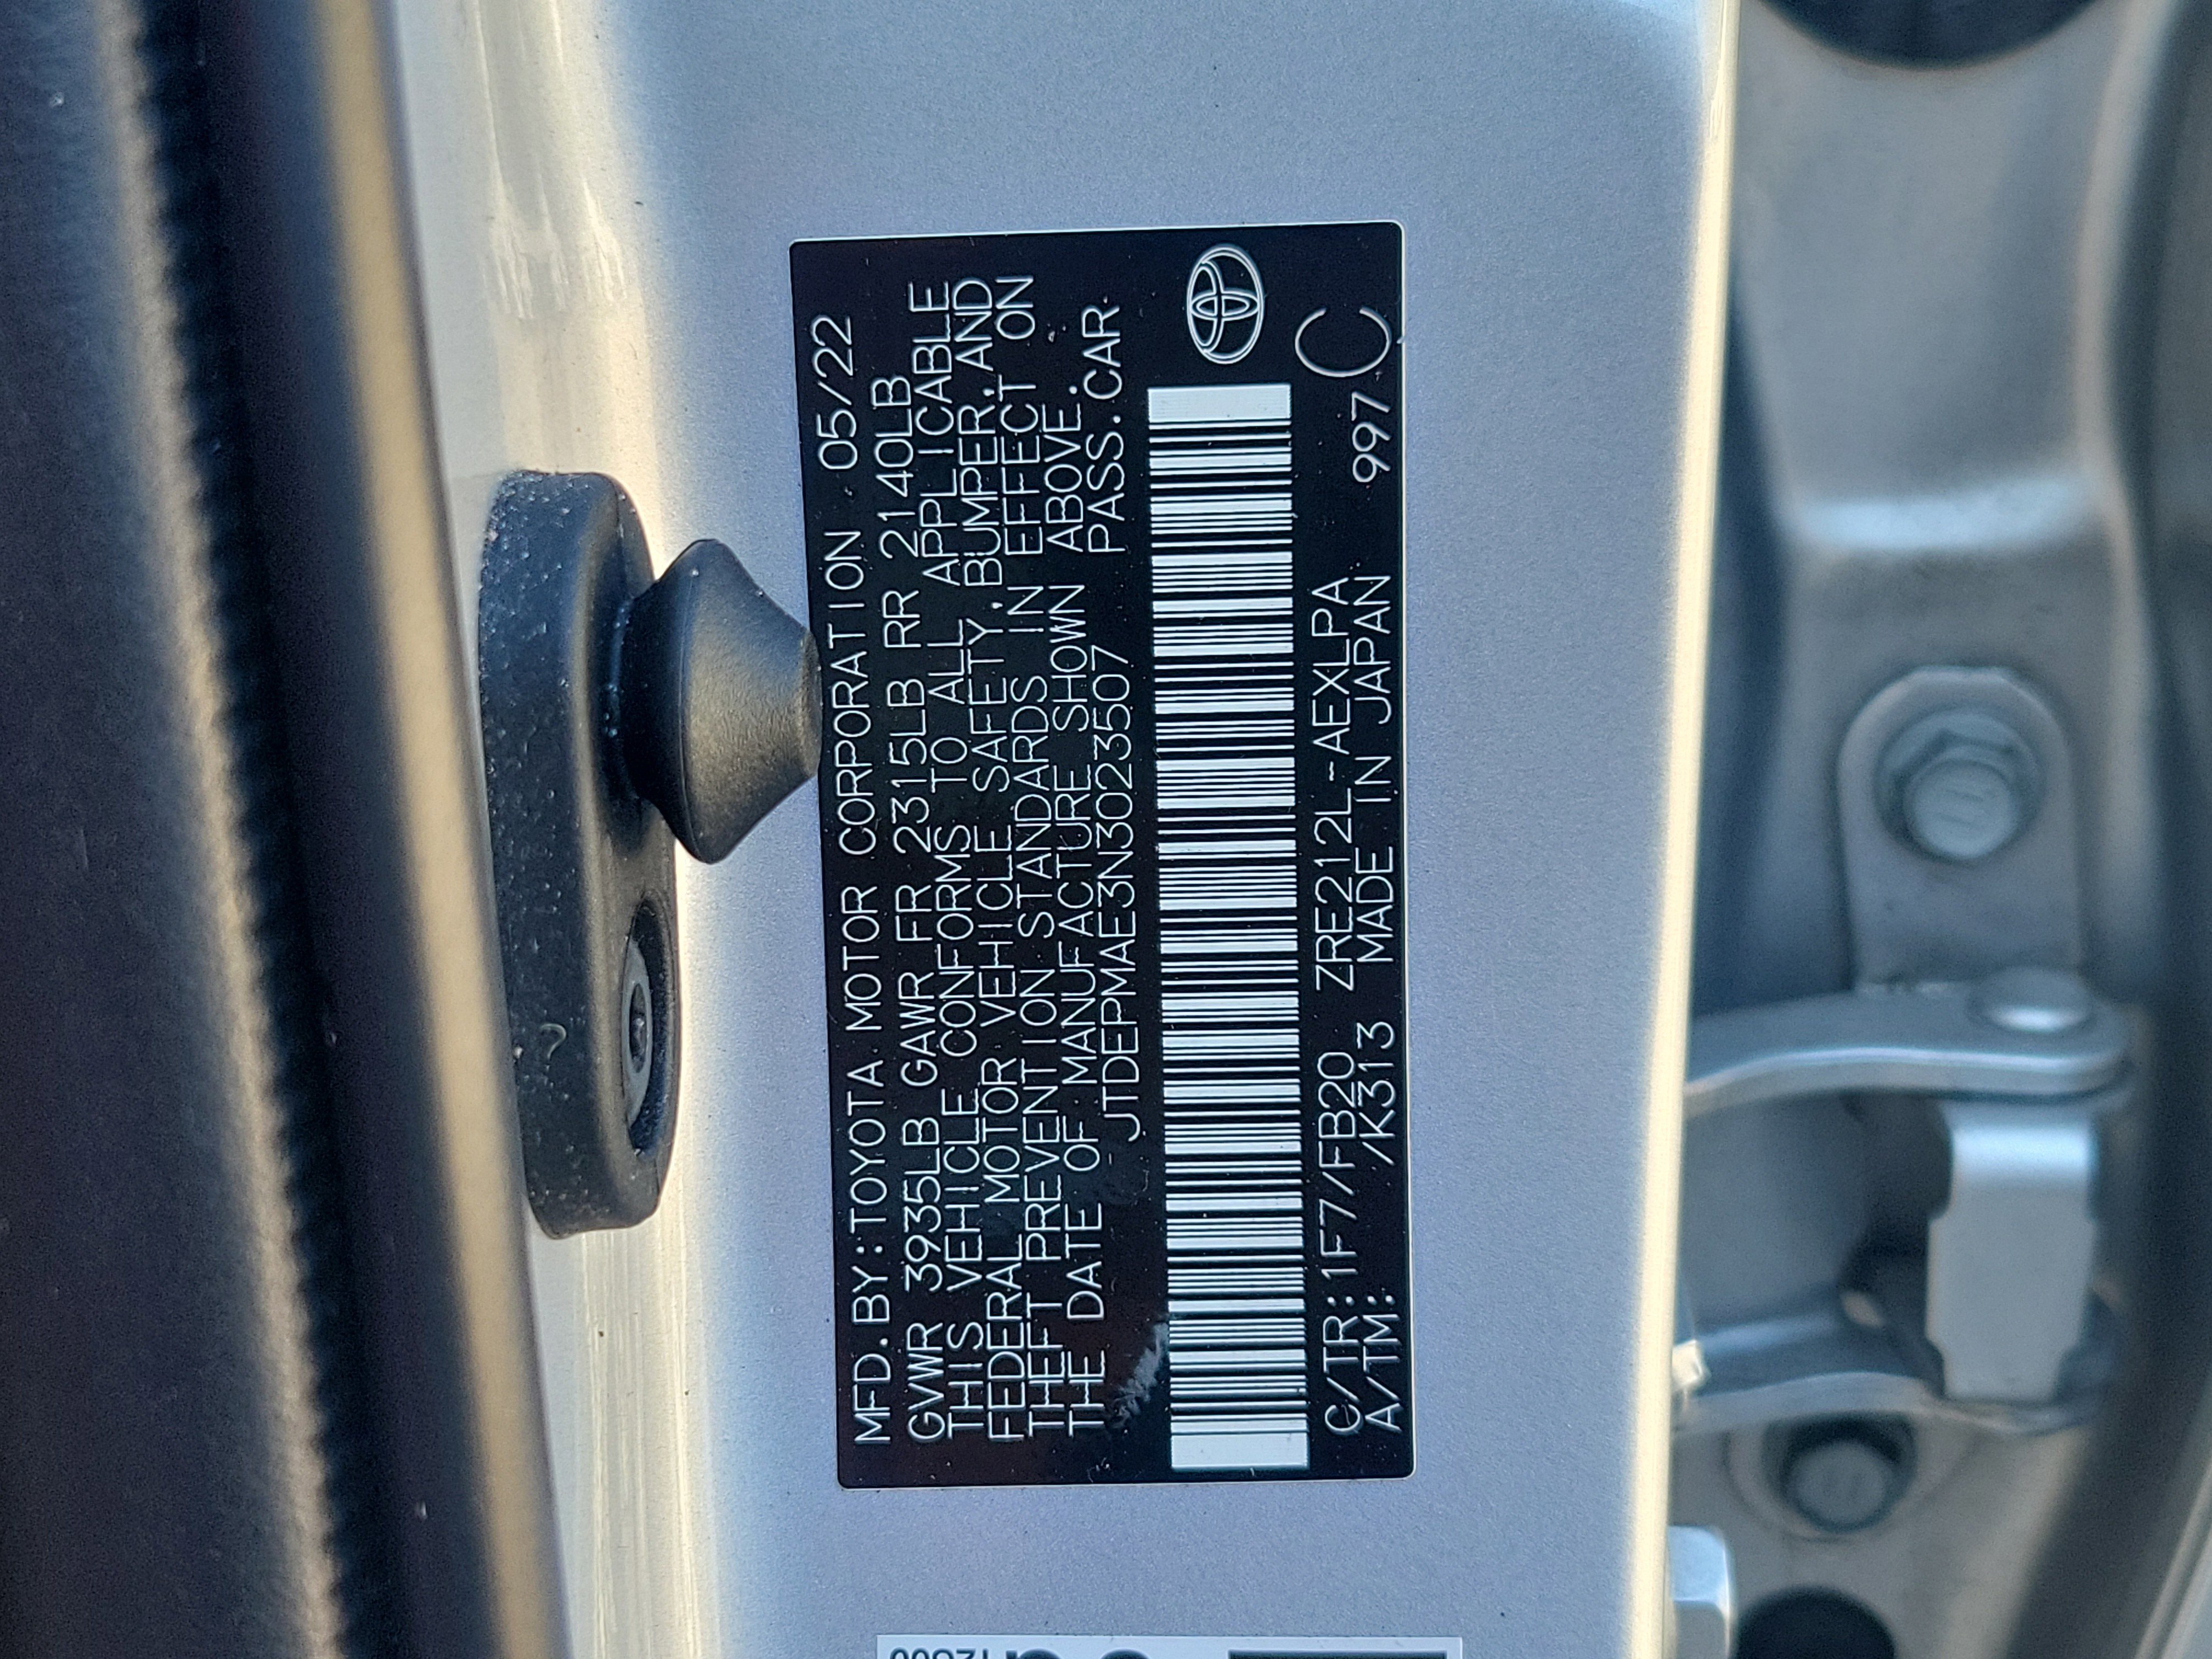 MFD.BY:TOYOTA MOTOR CORPORATION 05/22
GVWR 3935LB GAWR FR 2315LB RR 2140LB
THIS VEHICLE CONFORMS TO ALL APPLICABLE
FEDERAL MOTOR VEHICLE SAFETY, BUMPER, AND
THEFT PREVENTION STANDARDS IN EFFECT ON
THE DATE OF MANUFACTURE SHOWN ABOVE.
JTDEPMAE3N3023507 PASS.CAR
C/TR:1F7/FB20 ZRE212L-AEXLPA
A/TM: /K313 MADE IN JAPAN 997 C